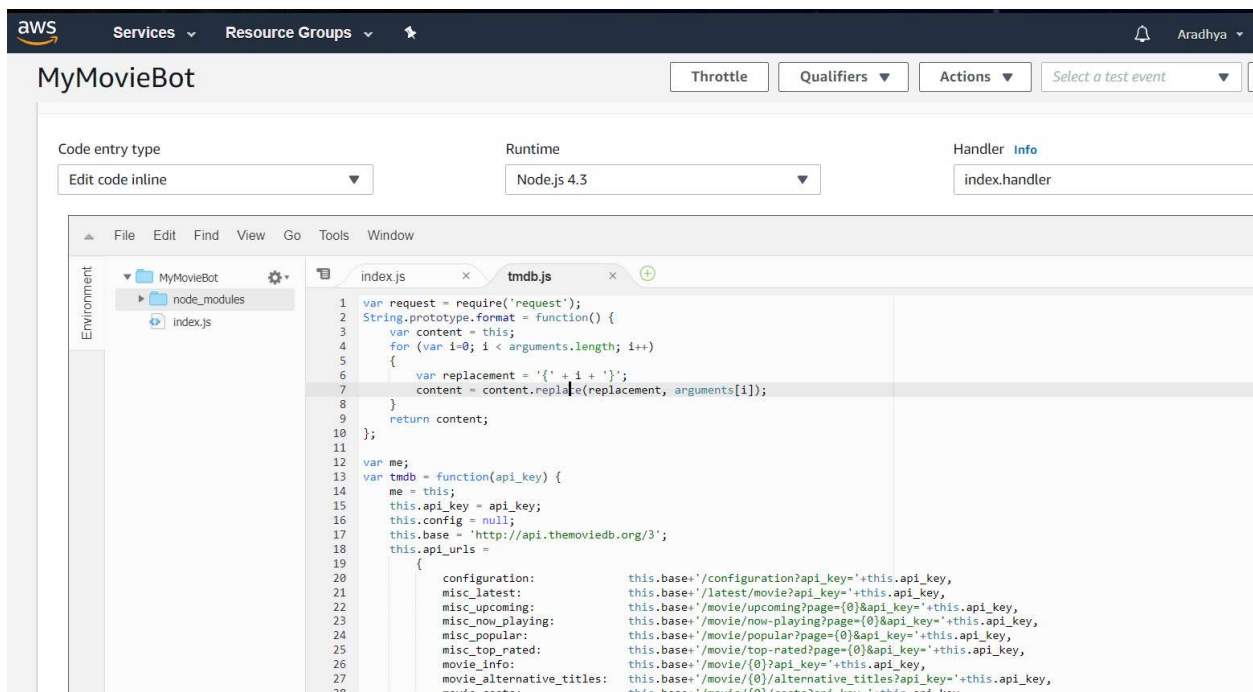 aws Services Resource Groups Aradhya
MyMovieBot Throttle Qualifiers Actions Select a test event
Code entry type Runtime Handler Info
Edit code inline Node.js 4.3 index.handler
File Edit Find View Go Tools Window
Environment
MyMovieBot
node_modules
index.js
index.js tmdb.js
1 var request = require('request');
2 String.prototype.format = function() {
3 var content = this;
4 for (var i=0; i < arguments.length; i++)
5 {
6 var replacement = '{' + i + '}';
7 content = content.replace(replacement, arguments[i]);
8 }
9 return content;
10 };
11
12 var me;
13 var tmdb = function(api_key) {
14 me = this;
15 this.api_key = api_key;
16 this.config = null;
17 this.base = 'http://api.themoviedb.org/3';
18 this.api_urls =
19 {
20 configuration: this.base+'/configuration?api_key='+this.api_key,
21 misc_latest: this.base+'/latest/movie?api_key='+this.api_key,
22 misc_upcoming: this.base+'/movie/upcoming?page={0}&api_key='+this.api_key,
23 misc_now_playing: this.base+'/movie/now-playing?page={0}&api_key='+this.api_key,
24 misc_popular: this.base+'/movie/popular?page={0}&api_key='+this.api_key,
25 misc_top_rated: this.base+'/movie/top-rated?page={0}&api_key='+this.api_key,
26 movie_info: this.base+'/movie/{0}?api_key='+this.api_key,
27 movie_alternative_titles: this.base+'/movie/{0}/alternative_titles?api_key='+this.api_key,